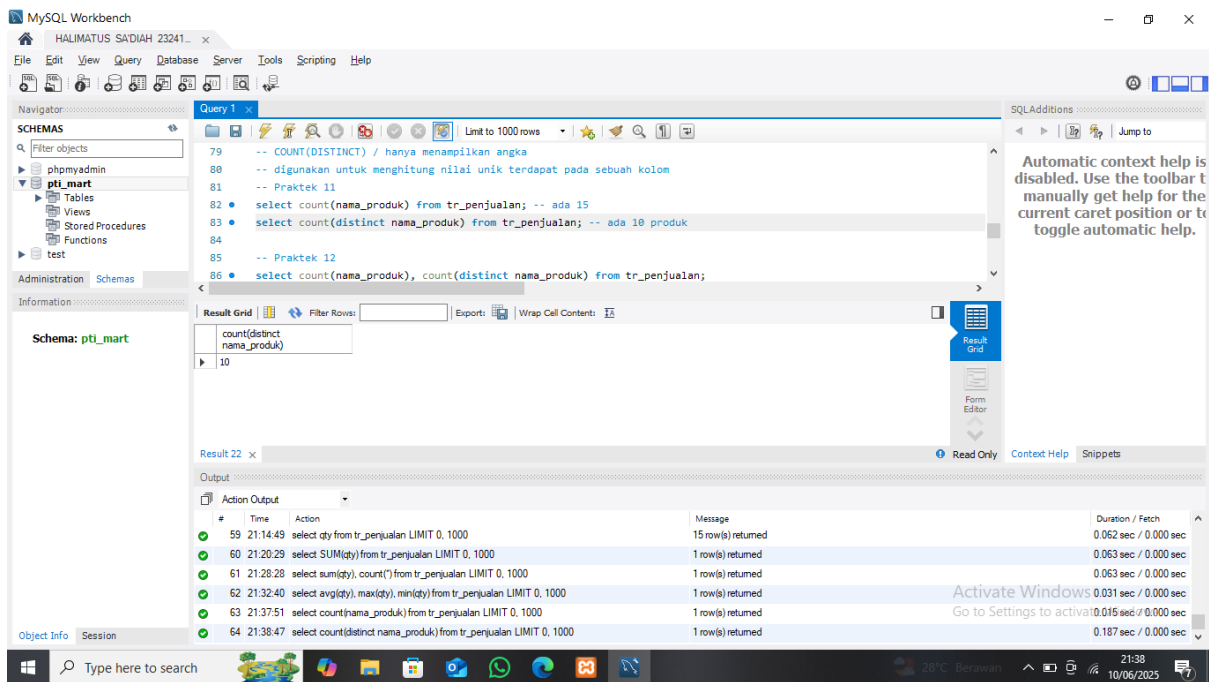 MySQL Workbench
HALIMATUS SA'DIAH 23241...
File Edit View Query Database Server Tools Scripting Help
Navigator
SCHEMAS
Filter objects
phpmyadmin
pti_mart
Tables
Views
Stored Procedures
Functions
test
Administration Schemas
Information
Schema: pti_mart
Object Info Session
Query 1
Limit to 1000 rows
79 -- COUNT(DISTINCT) / hanya menampilkan angka
80 -- digunakan untuk menghitung nilai unik terdapat pada sebuah kolom
81 -- Praktek 11
82 select count(nama_produk) from tr_penjualan; -- ada 15
83 select count(distinct nama_produk) from tr_penjualan; -- ada 10 produk
84
85 -- Praktek 12
86 select count(nama_produk), count(distinct nama_produk) from tr_penjualan;
Result Grid Filter Rows: Export: Wrap Cell Content:
count(distinct
nama_produk)
10
Result
Grid
Form
Editor
Result 22
Read Only
SQLAdditions
Jump to
Automatic context help is
disabled. Use the toolbar t
manually get help for the
current caret position or to
toggle automatic help.
Context Help Snippets
Output
Action Output
# Time Action Message Duration / Fetch
59 21:14:49 select qty from tr_penjualan LIMIT 0, 1000 15 row(s) returned 0.062 sec / 0.000 sec
60 21:20:29 select SUM(qty) from tr_penjualan LIMIT 0, 1000 1 row(s) returned 0.063 sec / 0.000 sec
61 21:28:28 select sum(qty), count(*) from tr_penjualan LIMIT 0, 1000 1 row(s) returned 0.063 sec / 0.000 sec
62 21:32:40 select avg(qty), max(qty), min(qty) from tr_penjualan LIMIT 0, 1000 1 row(s) returned 0.031 sec / 0.000 sec
63 21:37:51 select count(nama_produk) from tr_penjualan LIMIT 0, 1000 1 row(s) returned 0.015 sec / 0.000 sec
64 21:38:47 select count(distinct nama_produk) from tr_penjualan LIMIT 0, 1000 1 row(s) returned 0.187 sec / 0.000 sec
Activate Windows
Go to Settings to activate Windows.
Type here to search
28°C Berawan
21:38
10/06/2025
7